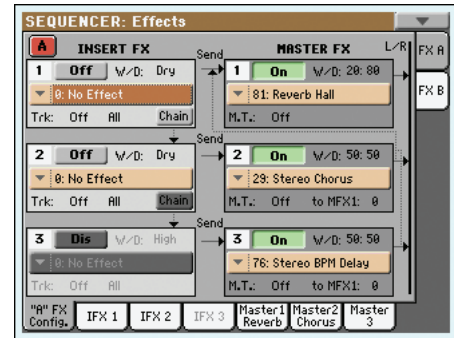 SEQUENCER: Effects
A INSERT FX Send MASTER FX L/R FX A
1 Off W/D: Dry 1 On W/D: 20:80
0: No Effect 81: Reverb Hall FX B
Trk: Off All Chain M.T.: Off
Send
2 Off W/D: Dry 2 On W/D: 50:50
0: No Effect 29: Stereo Chorus
Trk: Off All Chain M.T.: Off to MFX1: 0
Send
3 Dis W/D: High 3 On W/D: 50:50
0: No Effect 76: Stereo BPM Delay
Trk: Off All M.T.: Off to MFX1: 0
"A" FX Config. IFX 1 IFX 2 IFX 3 Master1 Reverb Master2 Chorus Master 3